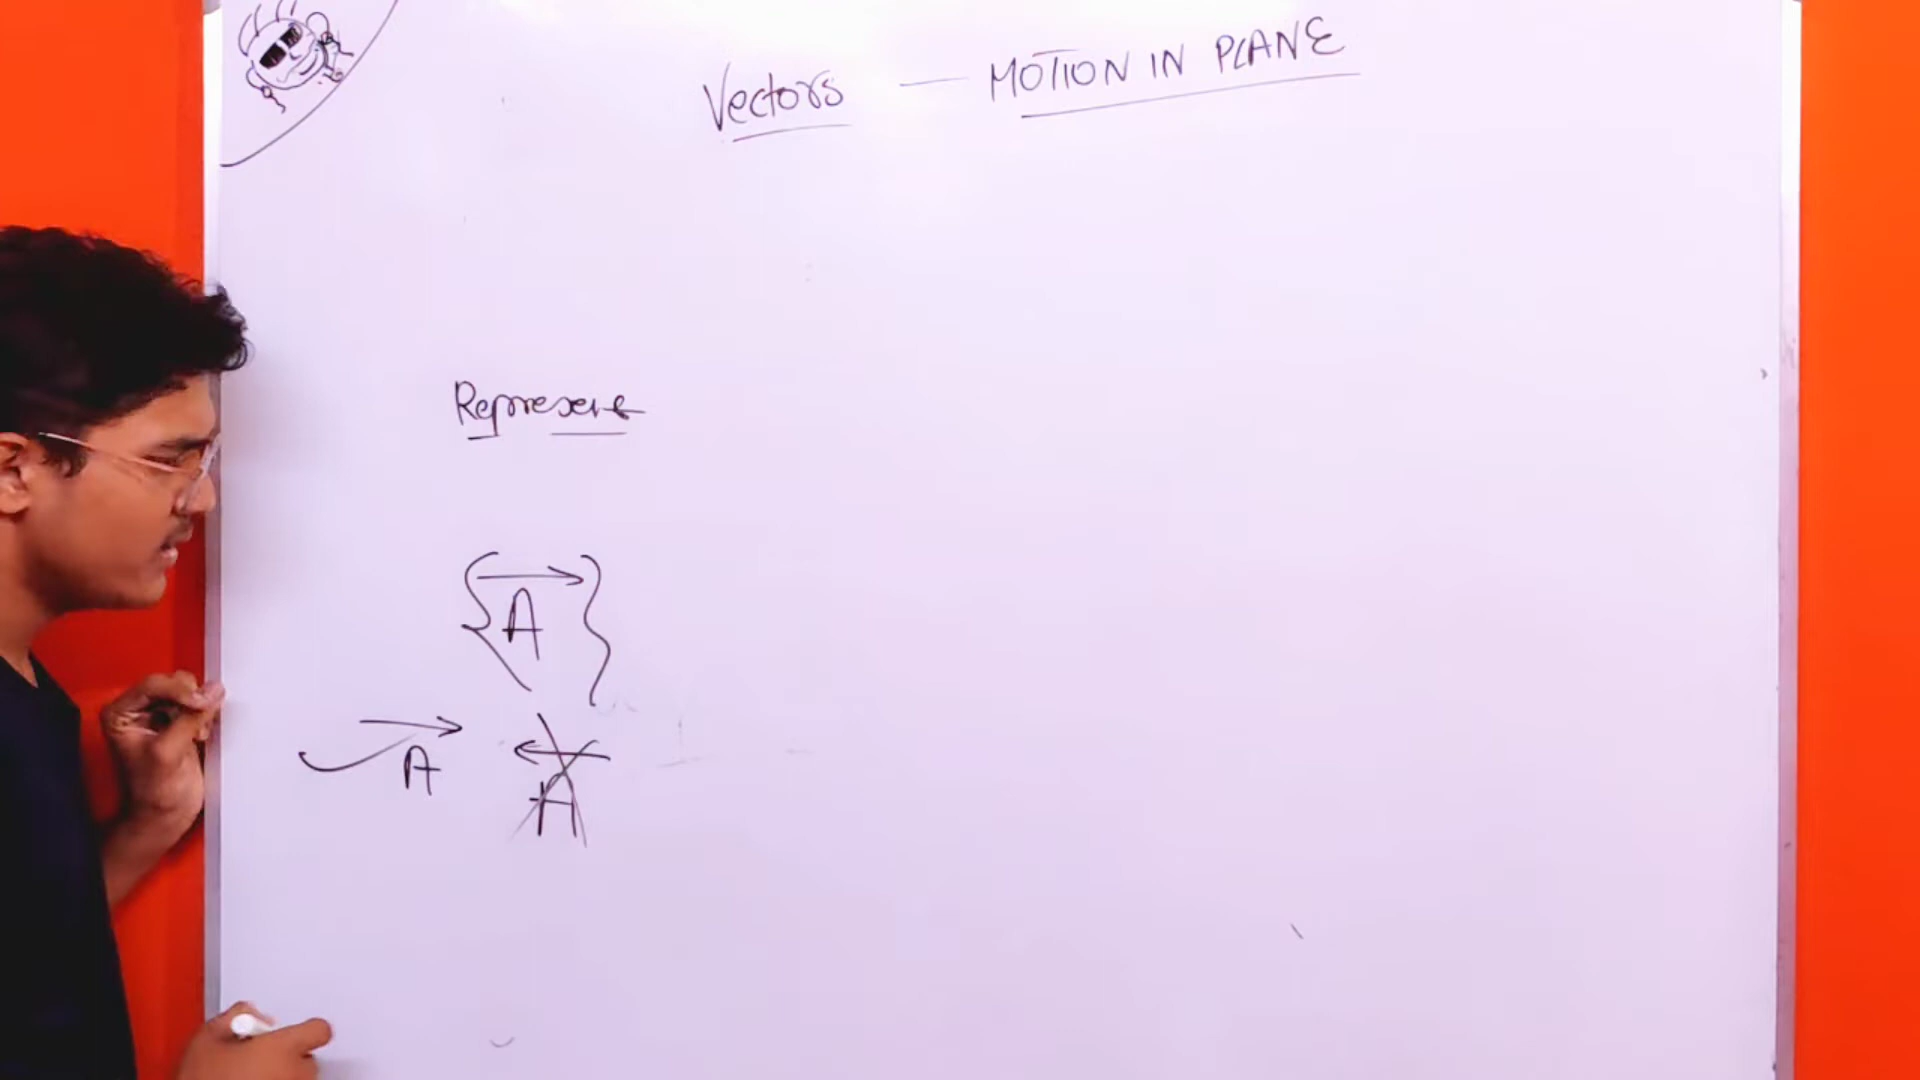 Vectors — MOTION IN PLANE
Represent
{A}
A A